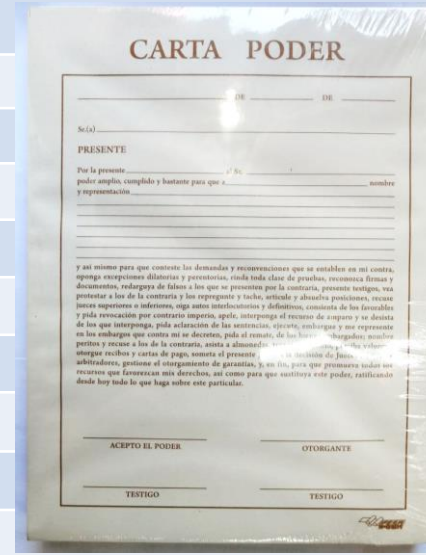 CARTA PODER
DE DE
Sr.(a)
PRESENTE
Por la presente al Sr.
poder amplio, cumplido y bastante para que a nombre
y representación
y así mismo para que conteste las demandas y reconvenciones que se entablen en mi contra,
oponga excepciones dilatorias y perentorias, rinda toda clase de pruebas, reconozca firmas y
documentos, redarguya de falsos a los que se presenten por la contraria, presente testigos, vea
protestar a los de la contraria y los repregunte y tache, articule y absuelva posiciones, recuse
jueces superiores o inferiores, oiga autos interlocutorios y definitivos, consienta de los favorables
y pida revocación por contrario imperio, apele, interponga el recurso de amparo y se desista
de los que interponga, pida aclaración de las sentencias, ejecute, embargue y me represente
en los embargos que contra mi se decreten, pida el remate, de los bienes embargados; nombre
peritos y recuse a los de la contraria, asista a almonedas
otorgue recibos y cartas de pago, someta el presente decisión de Jueces
arbitradores, gestione el otorgamiento de garantías, y, en fin, para que promueva todos los
recursos que favorezcan mis derechos, así como para que sustituya este poder, ratificando
desde hoy todo lo que haga sobre este particular.
ACEPTO EL PODER OTORGANTE
TESTIGO TESTIGO